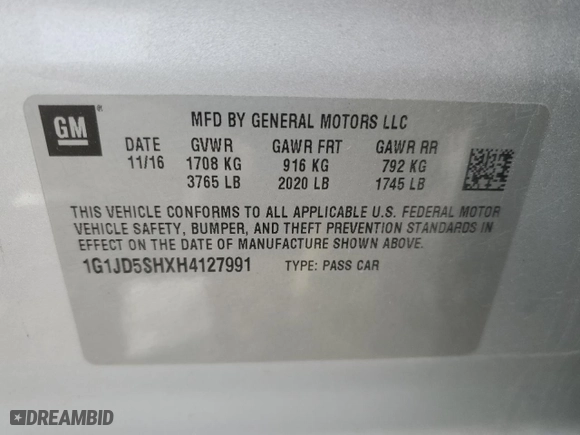 GM ®
MFD BY GENERAL MOTORS LLC
DATE GVWR GAWR FRT GAWR RR
11/16 1708 KG 916 KG 792 KG
3765 LB 2020 LB 1745 LB
THIS VEHICLE CONFORMS TO ALL APPLICABLE U.S. FEDERAL MOTOR
VEHICLE SAFETY, BUMPER, AND THEFT PREVENTION STANDARDS IN
EFFECT ON THE DATE OF MANUFACTURE SHOWN ABOVE.
1G1JD5SHXH4127991 TYPE: PASS CAR
DREAMBID